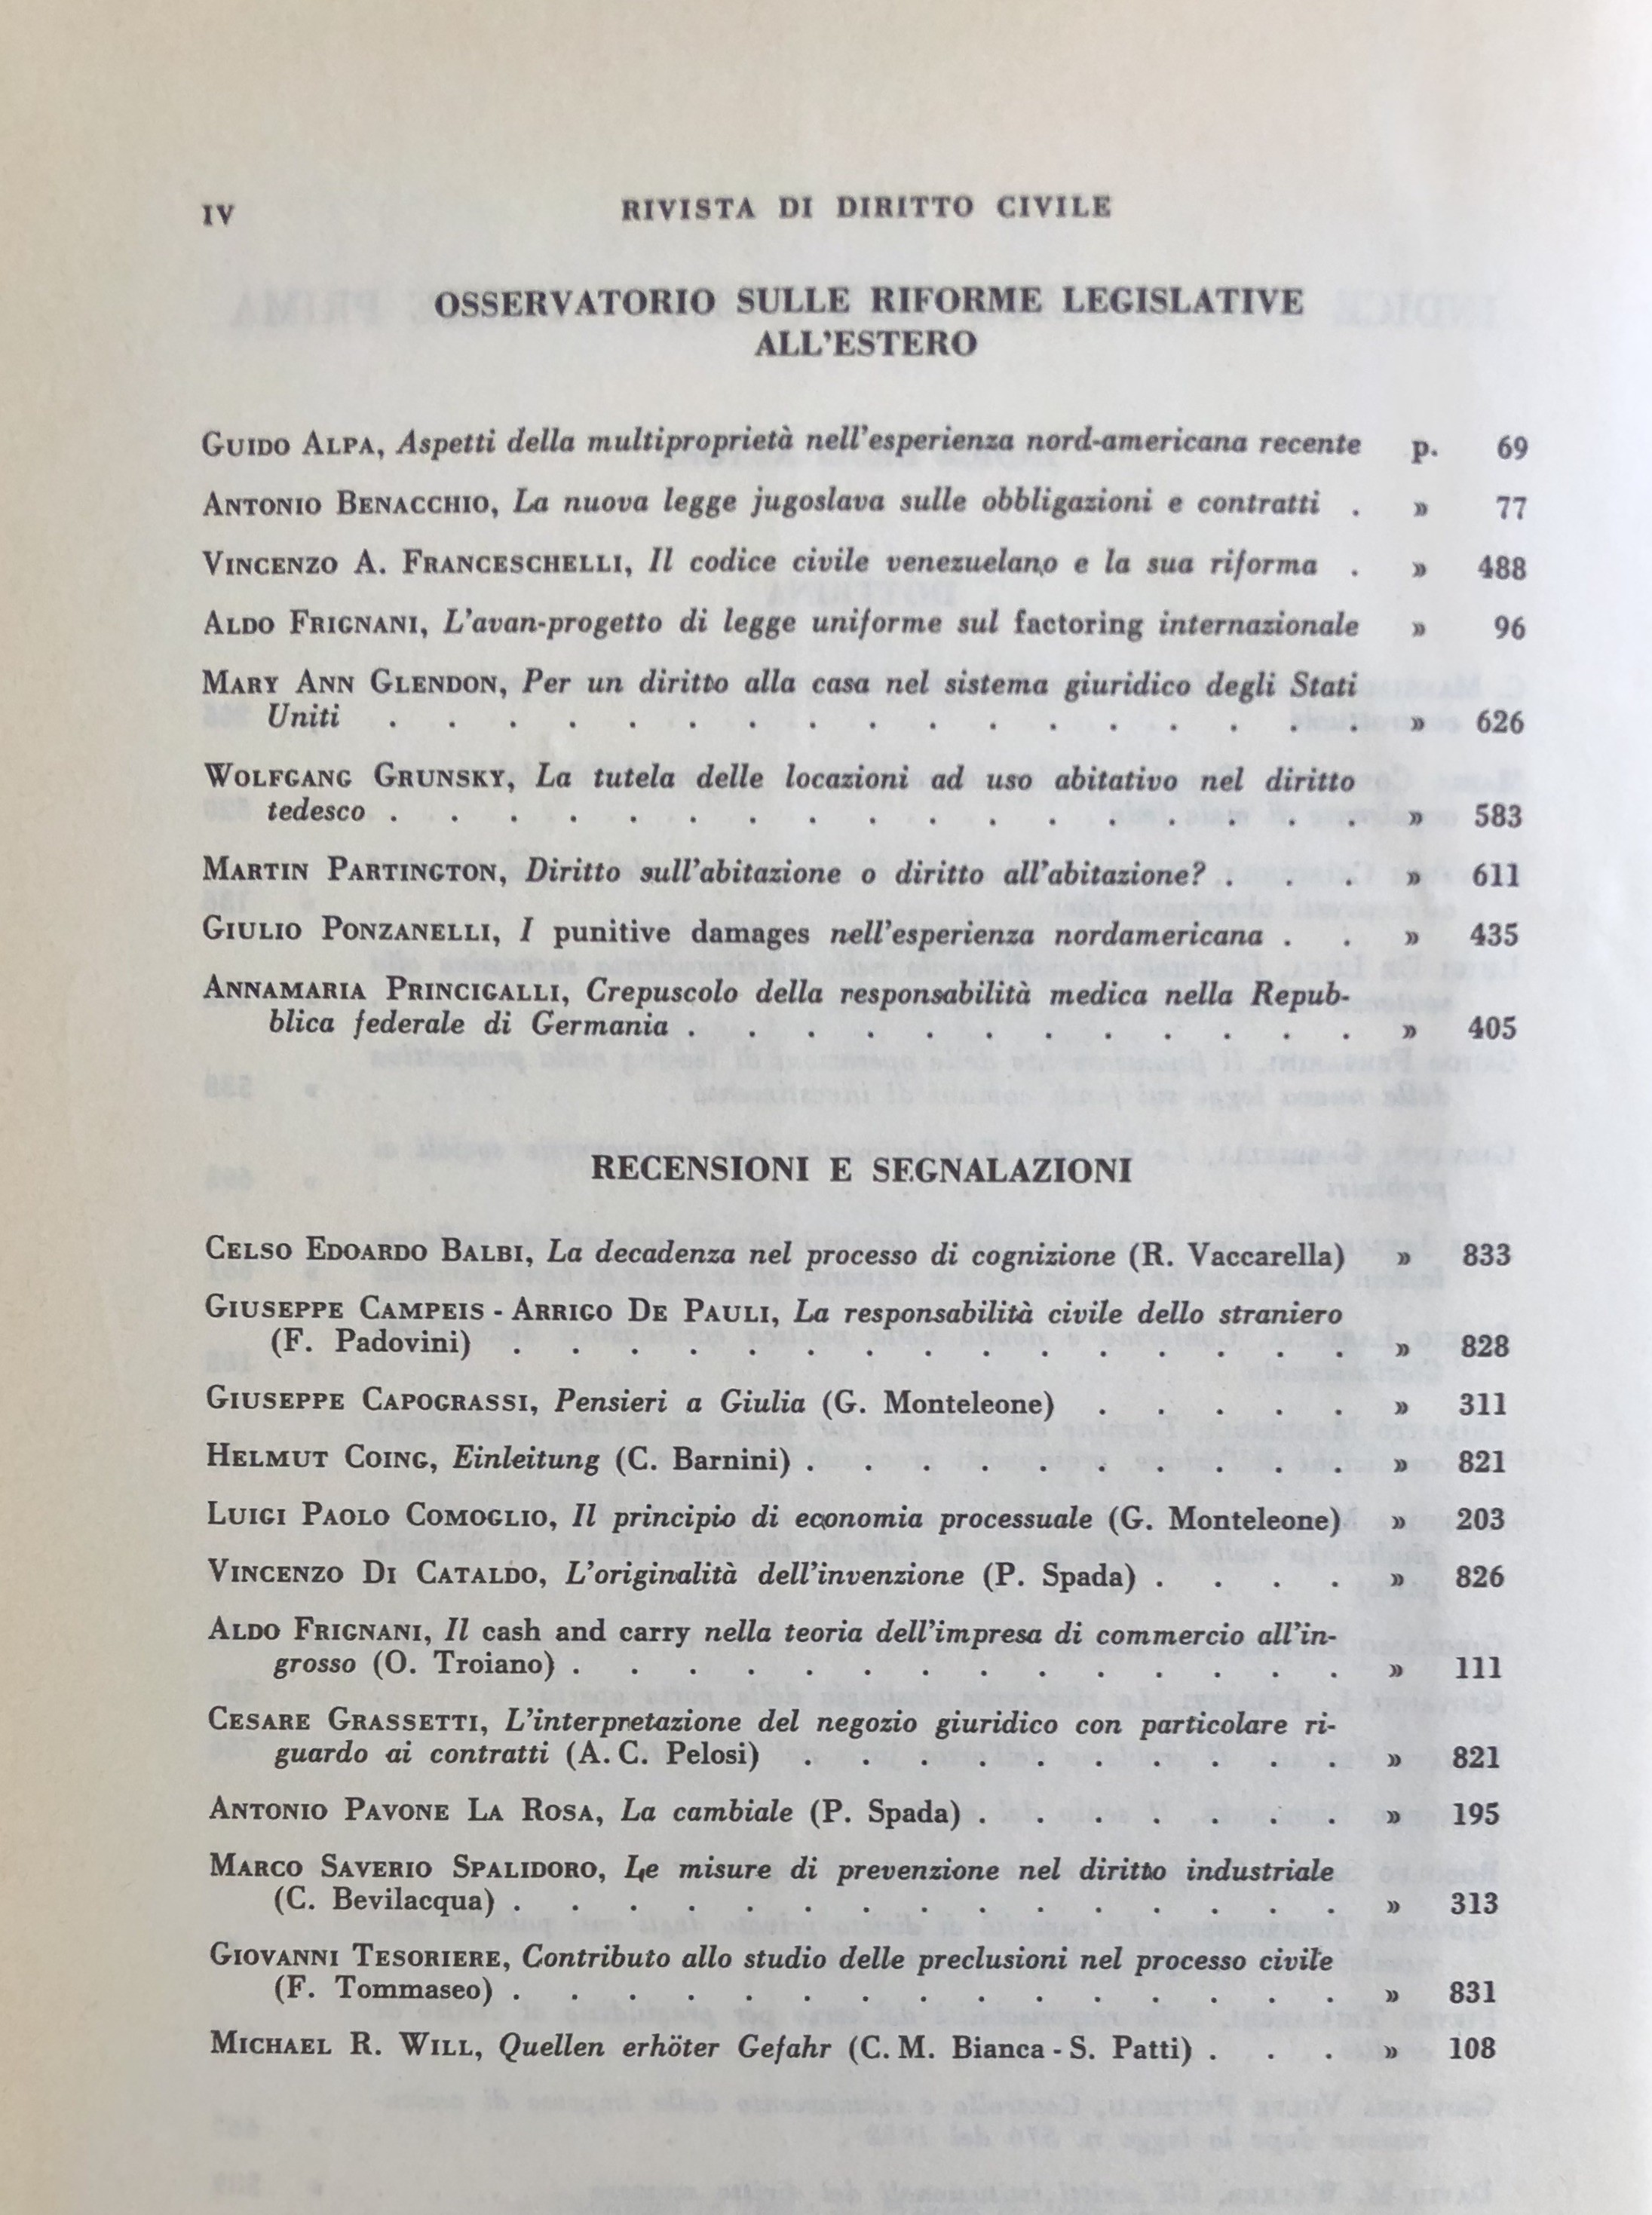 IV RIVISTA DI DIRITTO CIVILE
OSSERVATORIO SULLE RIFORME LEGISLATIVE
ALL'ESTERO
GUIDO ALPA, Aspetti della multiproprietà nell'esperienza nord-americana recente p. 69
ANTONIO BENACCHIO, La nuova legge jugoslava sulle obbligazioni e contratti . » 77
VINCENZO A. FRANCESCHELLI, Il codice civile venezuelano e la sua riforma . » 488
ALDO FRIGNANI, L'avan-progetto di legge uniforme sul factoring internazionale » 96
MARY ANN GLENDON, Per un diritto alla casa nel sistema giuridico degli Stati
Uniti . . . . . . . . . . . . . . . . . » 626
WOLFGANG GRUNSKY, La tutela delle locazioni ad uso abitativo nel diritto
tedesco . . . . . . . . . . . . . . . . . » 583
MARTIN PARTINGTON, Diritto sull'abitazione o diritto all'abitazione? . . . » 611
GIULIO PONZANELLI, I punitive damages nell'esperienza nordamericana . . » 435
ANNAMARIA PRINCIGALLI, Crepuscolo della responsabilità medica nella Repub-
blica federale di Germania . . . . . . . . . . . . » 405
RECENSIONI E SEGNALAZIONI
CELSO EDOARDO BALBI, La decadenza nel processo di cognizione (R. Vaccarella) » 833
GIUSEPPE CAMPEIS - ARRIGO DE PAULI, La responsabilità civile dello straniero
(F. Padovini) . . . . . . . . . . . . . . . » 828
GIUSEPPE CAPOGRASSI, Pensieri a Giulia (G. Monteleone) . . . . . » 311
HELMUT COING, Einleitung (C. Barnini) . . . . . . . . . . » 821
LUIGI PAOLO COMOGLIO, Il principio di economia processuale (G. Monteleone) » 203
VINCENZO DI CATALDO, L'originalità dell'invenzione (P. Spada) . . . . » 826
ALDO FRIGNANI, Il cash and carry nella teoria dell'impresa di commercio all'in-
grosso (O. Troiano) . . . . . . . . . . . . . . » 111
CESARE GRASSETTI, L'interpretazione del negozio giuridico con particolare ri-
guardo ai contratti (A. C. Pelosi) . . . . . . . . . . » 821
ANTONIO PAVONE LA ROSA, La cambiale (P. Spada) . . . . . . . » 195
MARCO SAVERIO SPALIDORO, Le misure di prevenzione nel diritto industriale
(C. Bevilacqua) . . . . . . . . . . . . . . . » 313
GIOVANNI TESORIERE, Contributo allo studio delle preclusioni nel processo civile
(F. Tommaseo) . . . . . . . . . . . . . . . » 831
MICHAEL R. WILL, Quellen erhöter Gefahr (C. M. Bianca - S. Patti) . . . » 108